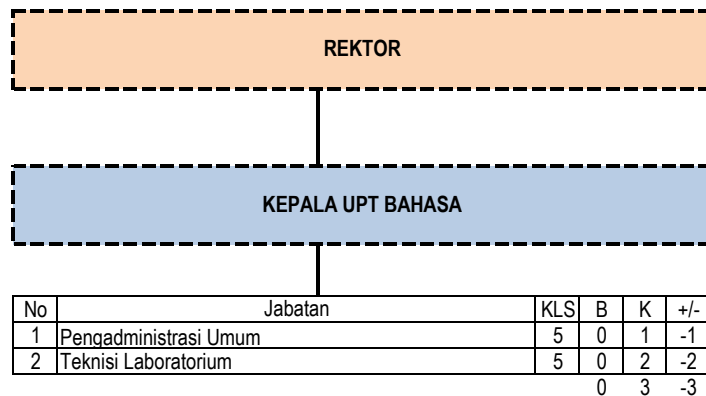 REKTOR
KEPALA UPT BAHASA
No Jabatan KLS B K +/-
1 Pengadministrasi Umum 5 0 1 -1
2 Teknisi Laboratorium 5 0 2 -2
0 3 -3